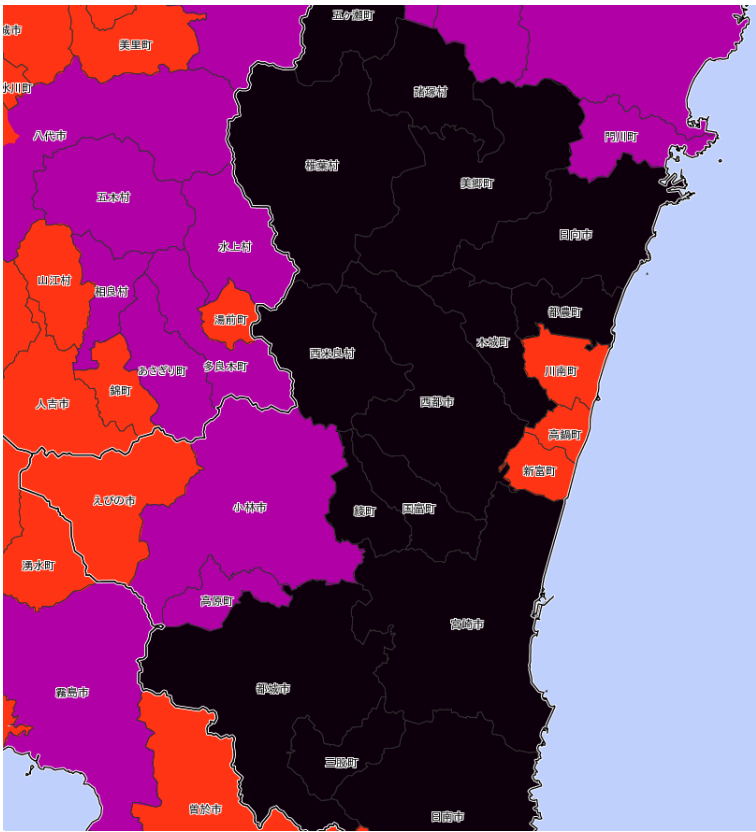 五ヶ瀬町
城市
美里町
氷川町
諸塚村
八代市
門川町
椎葉村
美郷町
五木村
日向市
水上村
山江村
相良村
都農町
湯前町
木城町
西米良村
多良木町
あさぎり町
川南町
錦町
人吉市
西都市
高鍋町
新富町
えびの市
小林市
綾町
国富町
湧水町
高原町
宮崎市
都城市
霧島市
三股町
曽於市
日南市